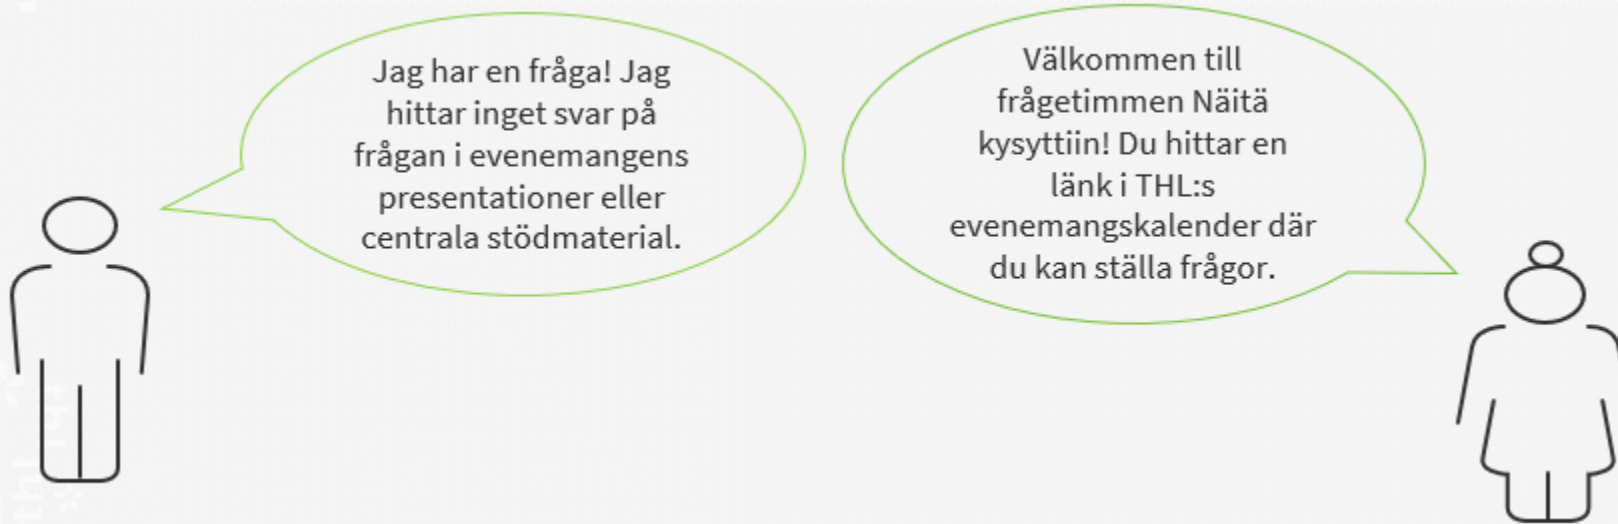 Jag har en fråga! Jag
hittar inget svar på
frågan i evenemangens
presentationer eller
centrala stödmaterial.
Välkommen till
frågetimmen Näitä
kysyttiin! Du hittar en
länk i THL:s
evenemangskalender där
du kan ställa frågor.